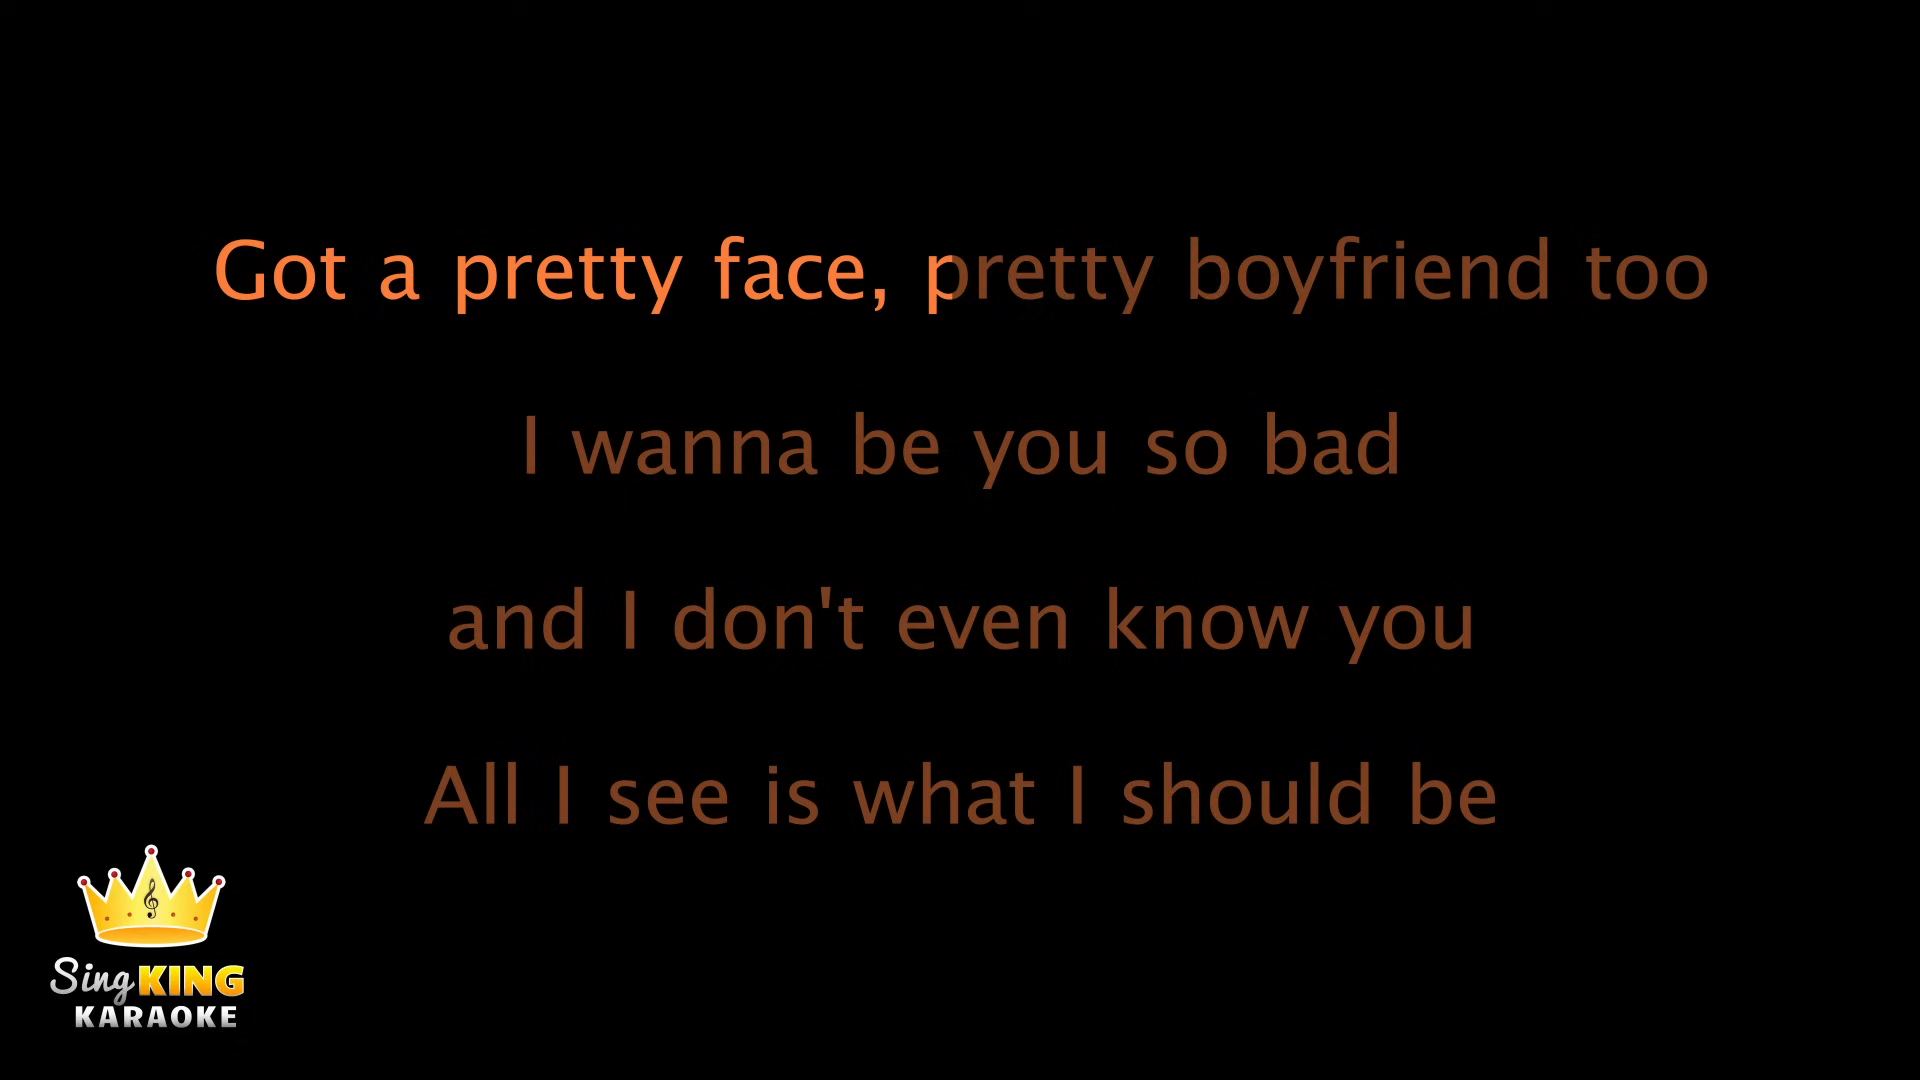 Got a pretty face, pretty boyfriend too
I wanna be you so bad
and I don't even know you
All I see is what I should be
Sing KING
KARAOKE